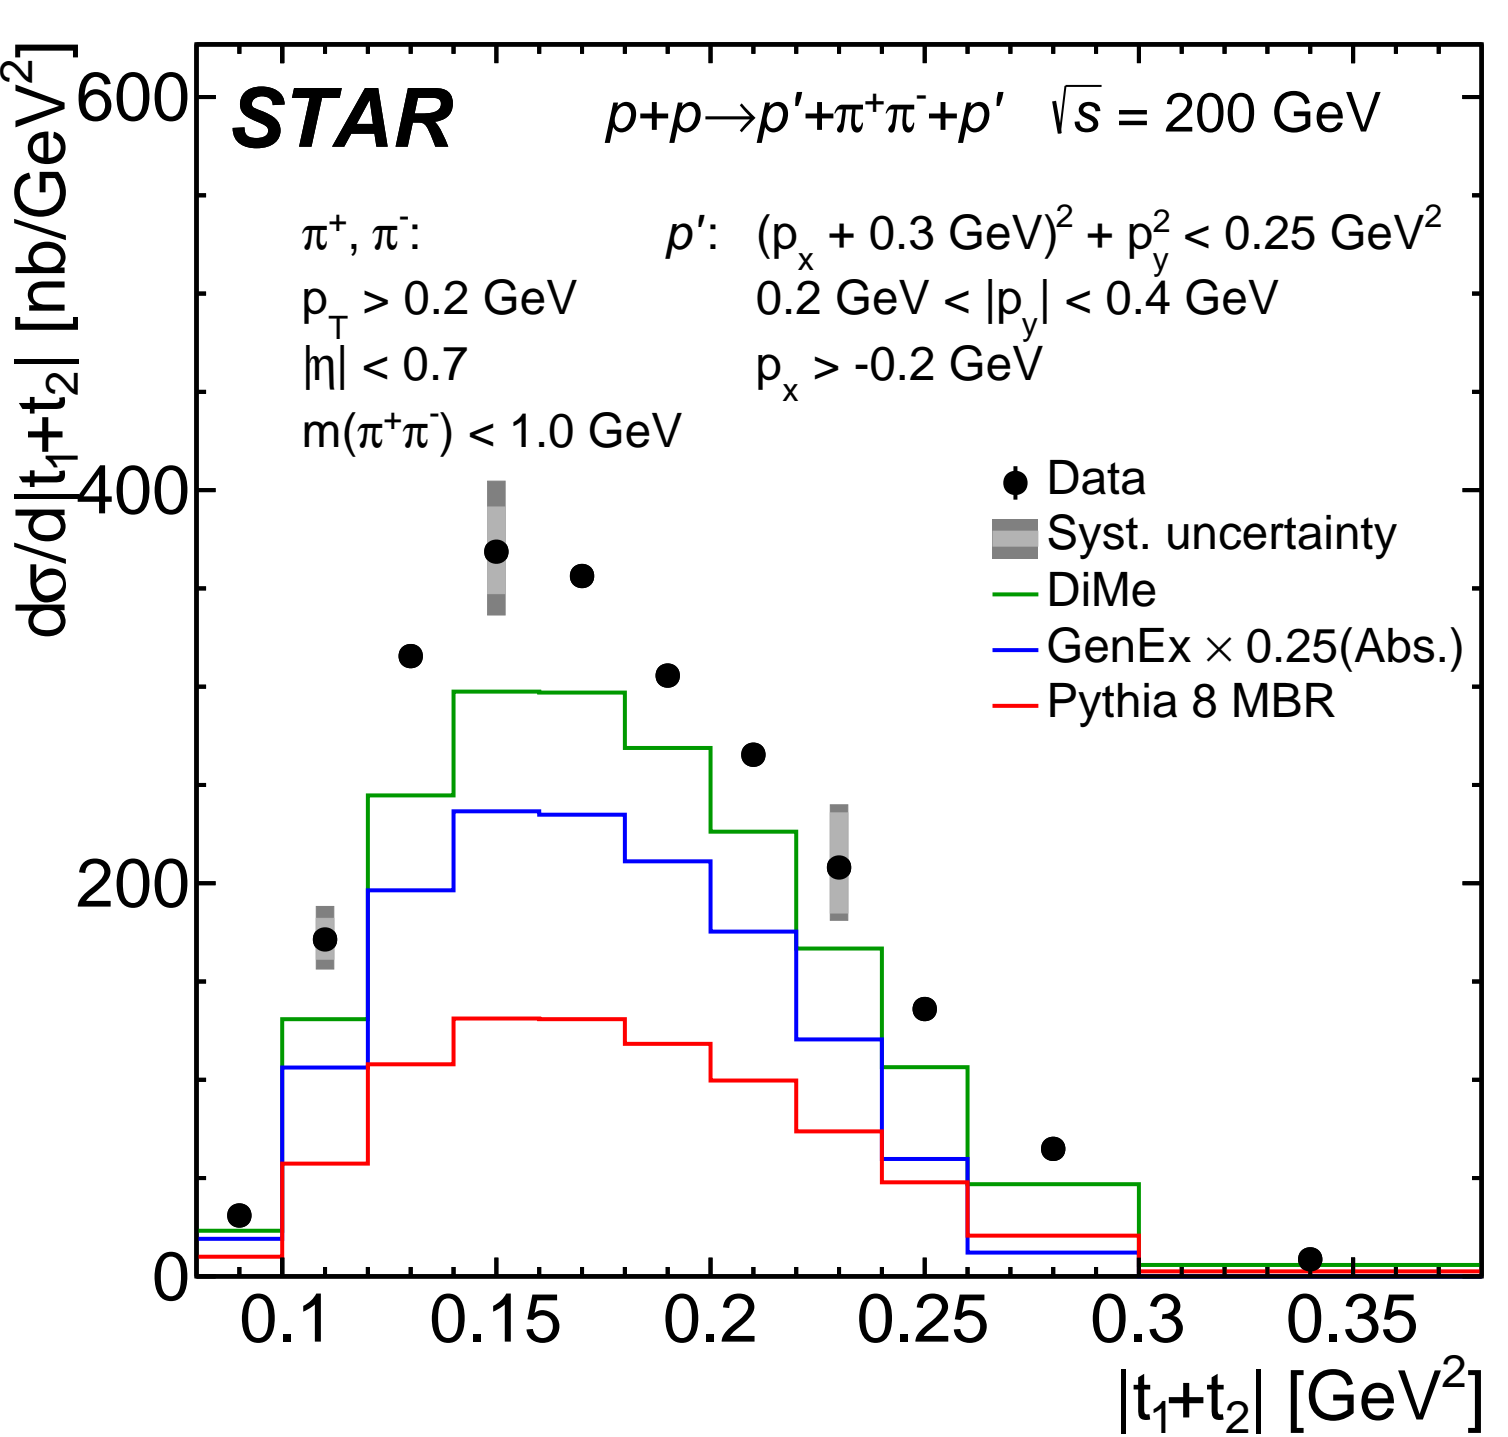 dσ/d|t₁+t₂| [nb/GeV²]
600
400
200
0
STAR p+p→p′+π⁺π⁻+p′ √s = 200 GeV
π⁺, π⁻: p′: (pₓ + 0.3 GeV)² + p_y² < 0.25 GeV²
p_T > 0.2 GeV 0.2 GeV < |p_y| < 0.4 GeV
|η| < 0.7 pₓ > -0.2 GeV
m(π⁺π⁻) < 1.0 GeV
Data
Syst. uncertainty
DiMe
GenEx × 0.25(Abs.)
Pythia 8 MBR
0.1 0.15 0.2 0.25 0.3 0.35
|t₁+t₂| [GeV²]